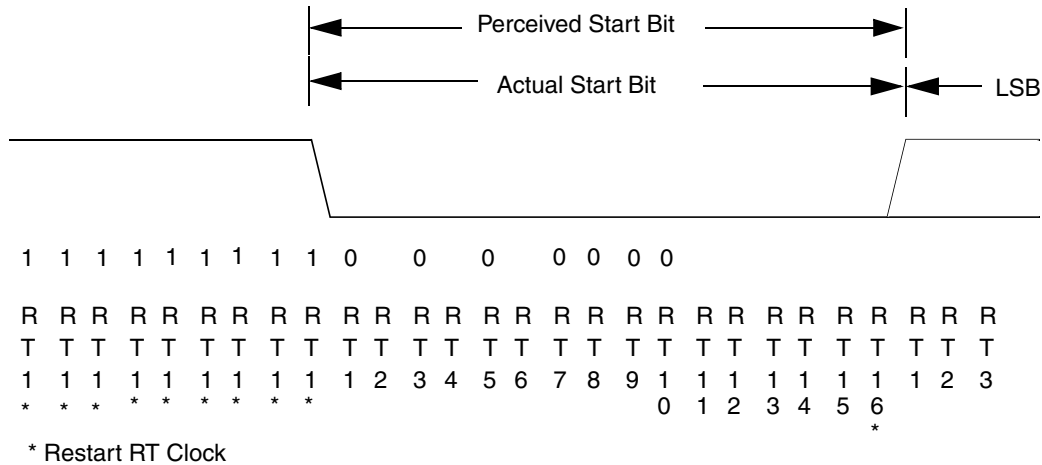 Perceived Start Bit
Actual Start Bit
LSB
1 1 1 1 1 1 1 1 1 0 0 0 0 0 0 0
R R R R R R R R R R R R R R R R R R R R R R R R R R R R
T T T T T T T T T T T T T T T T T T T T T T T T T T T T
1 1 1 1 1 1 1 1 1 1 2 3 4 5 6 7 8 9 1 1 1 1 1 1 1 1 2 3
* * * * * * * * * 0 1 2 3 4 5 6
*
* Restart RT Clock